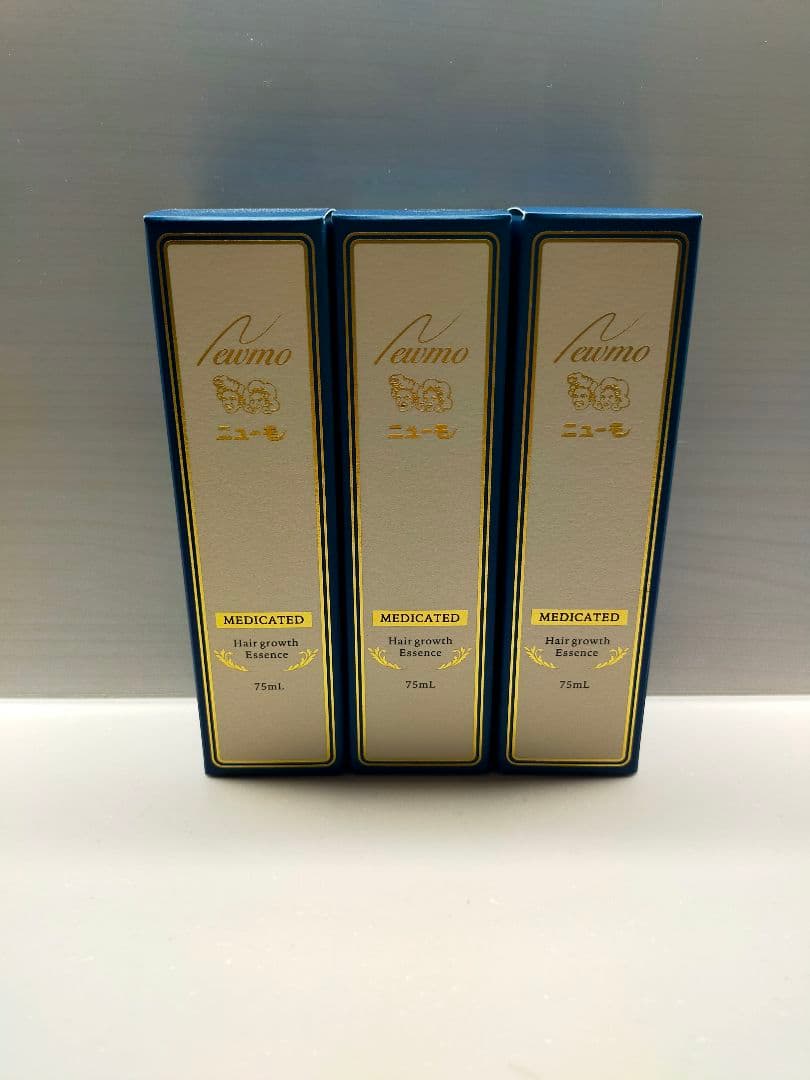 Newmo
ニューモ
MEDICATED
Hair growth
Essence
75mL
Newmo
ニューモ
MEDICATED
Hair growth
Essence
75mL
Newmo
ニューモ
MEDICATED
Hair growth
Essence
75mL